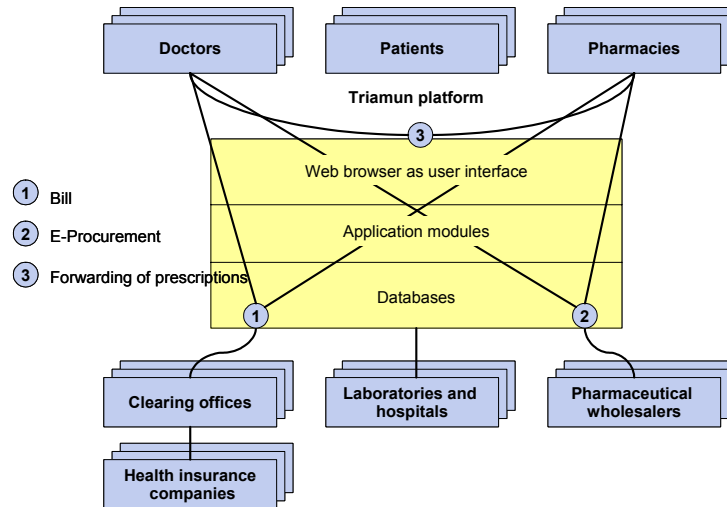 Doctors
Patients
Pharmacies
Triamun platform
3
Web browser as user interface
1 Bill
2 E-Procurement
Application modules
3 Forwarding of prescriptions
Databases
1
2
Clearing offices
Laboratories and
hospitals
Pharmaceutical
wholesalers
Health insurance
companies